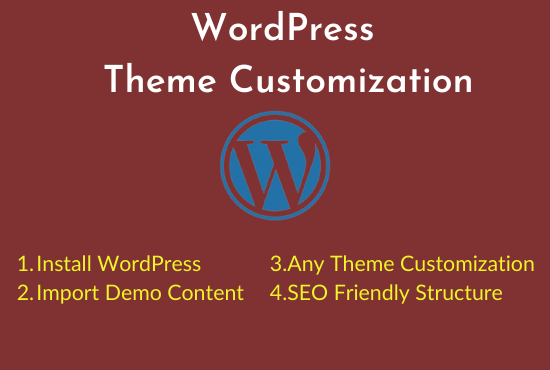 WordPress
Theme Customization
1.Install WordPress
2.Import Demo Content
3.Any Theme Customization
4.SEO Friendly Structure